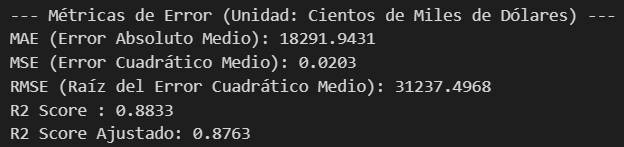 --- Métricas de Error (Unidad: Cientos de Miles de Dólares) ---
MAE (Error Absoluto Medio): 18291.9431
MSE (Error Cuadrático Medio): 0.0203
RMSE (Raíz del Error Cuadrático Medio): 31237.4968
R2 Score : 0.8833
R2 Score Ajustado: 0.8763